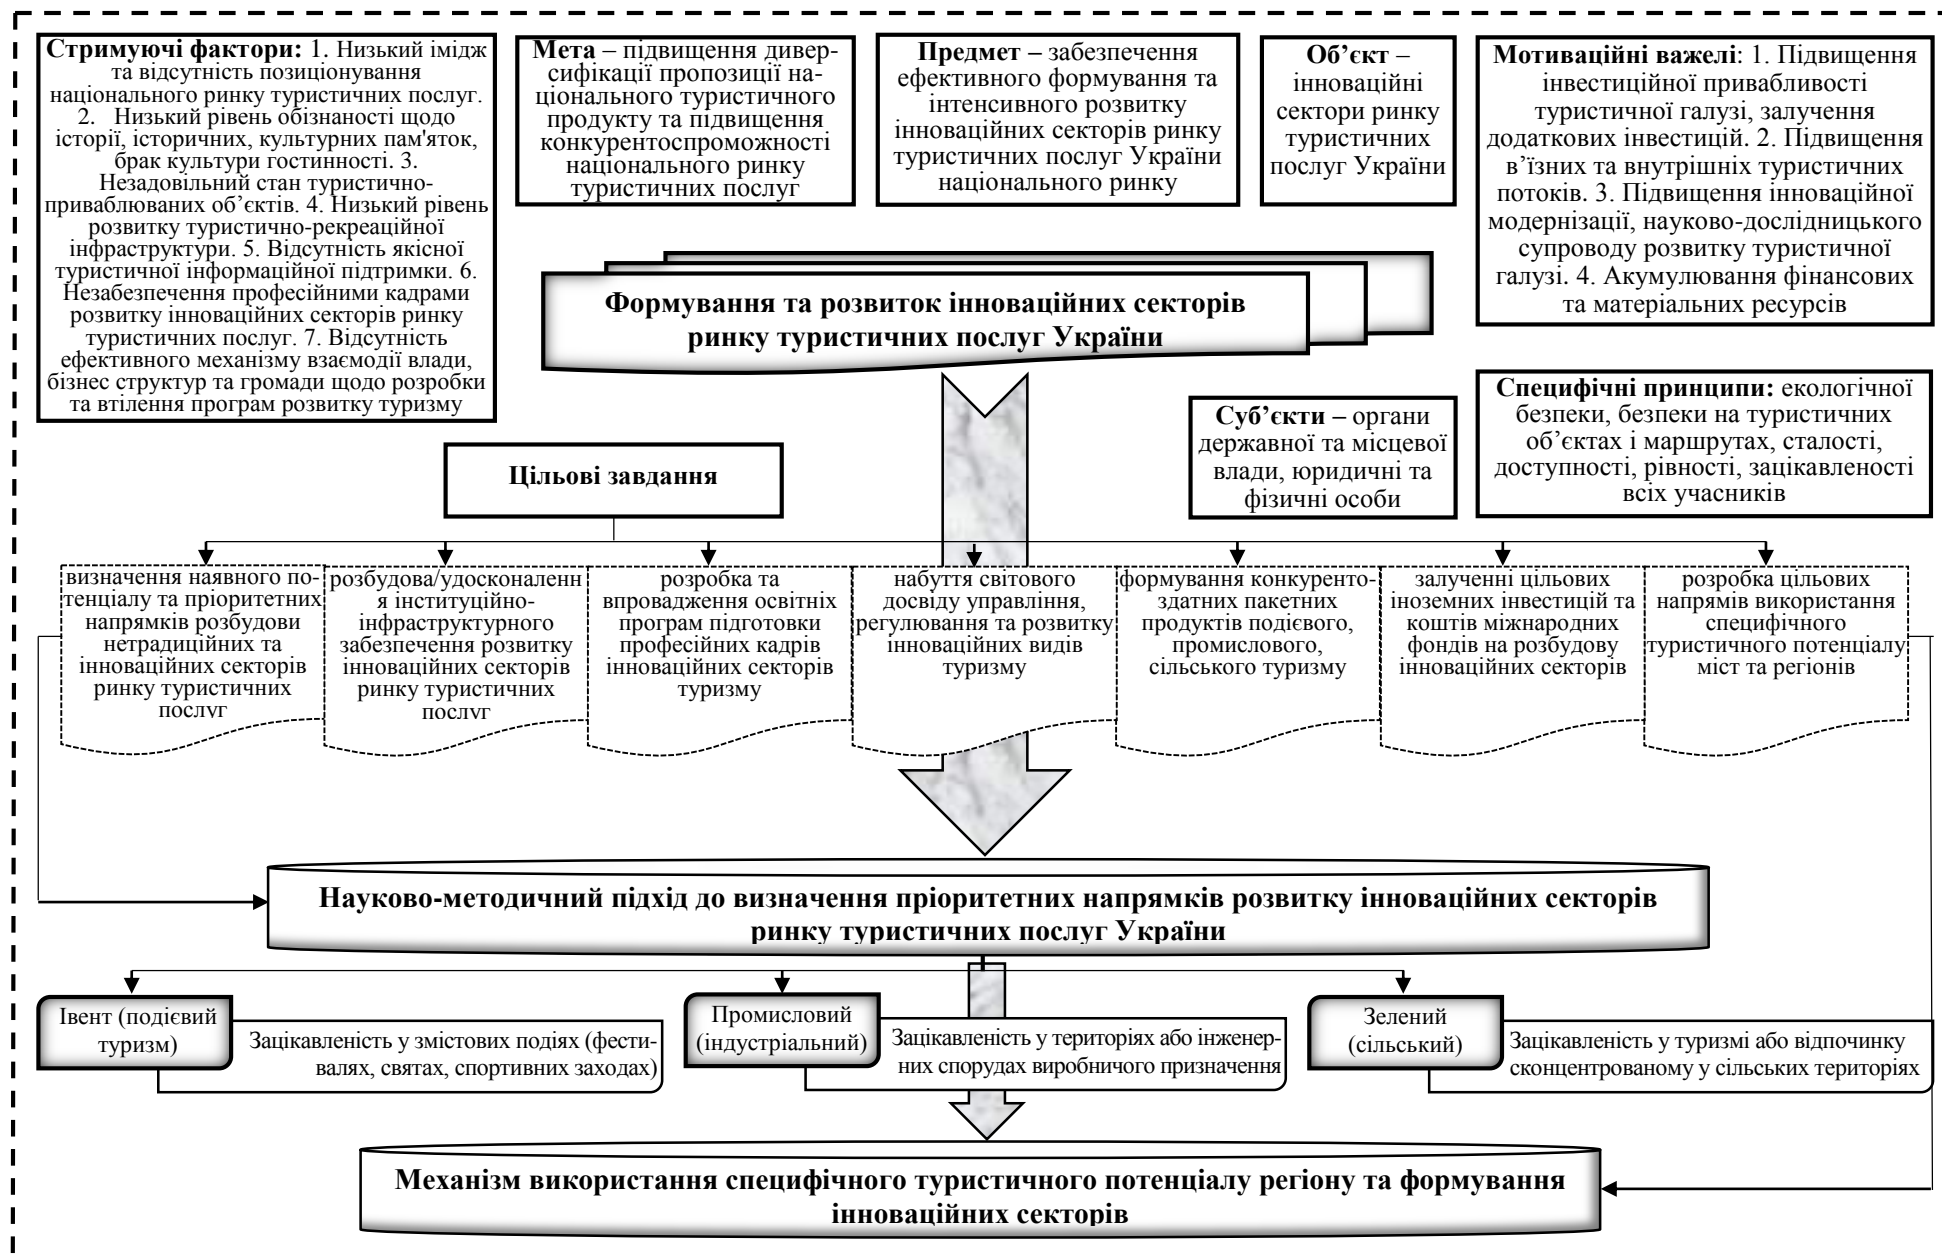 Стримуючі фактори: 1. Низький імідж
та відсутність позиціонування
національного ринку туристичних послуг.
2. Низький рівень обізнаності щодо
історії, історичних, культурних пам'яток,
брак культури гостинності. 3.
Незадовільний стан туристично-
приваблюваних об’єктів. 4. Низький рівень
розвитку туристично-рекреаційної
інфраструктури. 5. Відсутність якісної
туристичної інформаційної підтримки. 6.
Незабезпечення професійними кадрами
розвитку інноваційних секторів ринку
туристичних послуг. 7. Відсутність
ефективного механізму взаємодії влади,
бізнес структур та громади щодо розробки
та втілення програм розвитку туризму
Мета – підвищення дивер-
сифікації пропозиції на-
ціонального туристичного
продукту та підвищення
конкурентоспроможності
національного ринку
туристичних послуг
Предмет – забезпечення
ефективного формування та
інтенсивного розвитку
інноваційних секторів ринку
туристичних послуг України
національного ринку
Об’єкт –
інноваційні
сектори ринку
туристичних
послуг України
Мотиваційні важелі: 1. Підвищення
інвестиційної привабливості
туристичної галузі, залучення
додаткових інвестицій. 2. Підвищення
в’їзних та внутрішніх туристичних
потоків. 3. Підвищення інноваційної
модернізації, науково-дослідницького
супроводу розвитку туристичної
галузі. 4. Акумулювання фінансових
та матеріальних ресурсів
Формування та розвиток інноваційних секторів
ринку туристичних послуг України
Суб’єкти – органи
державної та місцевої
влади, юридичні та
фізичні особи
Специфічні принципи: екологічної
безпеки, безпеки на туристичних
об’єктах і маршрутах, сталості,
доступності, рівності, зацікавленості
всіх учасників
Цільові завдання
визначення наявного по-
тенціалу та пріоритетних
напрямків розбудови
нетрадиційних та
інноваційних секторів
ринку туристичних
послуг
розбудова/удосконаленн
я інституційно-
інфраструктурного
забезпечення розвитку
інноваційних секторів
ринку туристичних
послуг
розробка та
впровадження освітніх
програм підготовки
професійних кадрів
інноваційних секторів
туризму
набуття світового
досвіду управління,
регулювання та розвитку
інноваційних видів
туризму
формування конкуренто-
здатних пакетних
продуктів подієвого,
промислового,
сільського туризму
залученні цільових
іноземних інвестицій та
коштів міжнародних
фондів на розбудову
інноваційних секторів
розробка цільових
напрямів використання
специфічного
туристичного потенціалу
міст та регіонів
Науково-методичний підхід до визначення пріоритетних напрямків розвитку інноваційних секторів
ринку туристичних послуг України
Івент (подієвий
туризм)
Зацікавленість у змістових подіях (фести-
валях, святах, спортивних заходах)
Промисловий
(індустріальний)
Зацікавленість у територіях або інженер-
них спорудах виробничого призначення
Зелений
(сільський)
Зацікавленість у туризмі або відпочинку
сконцентрованому у сільських територіях
Механізм використання специфічного туристичного потенціалу регіону та формування
інноваційних секторів